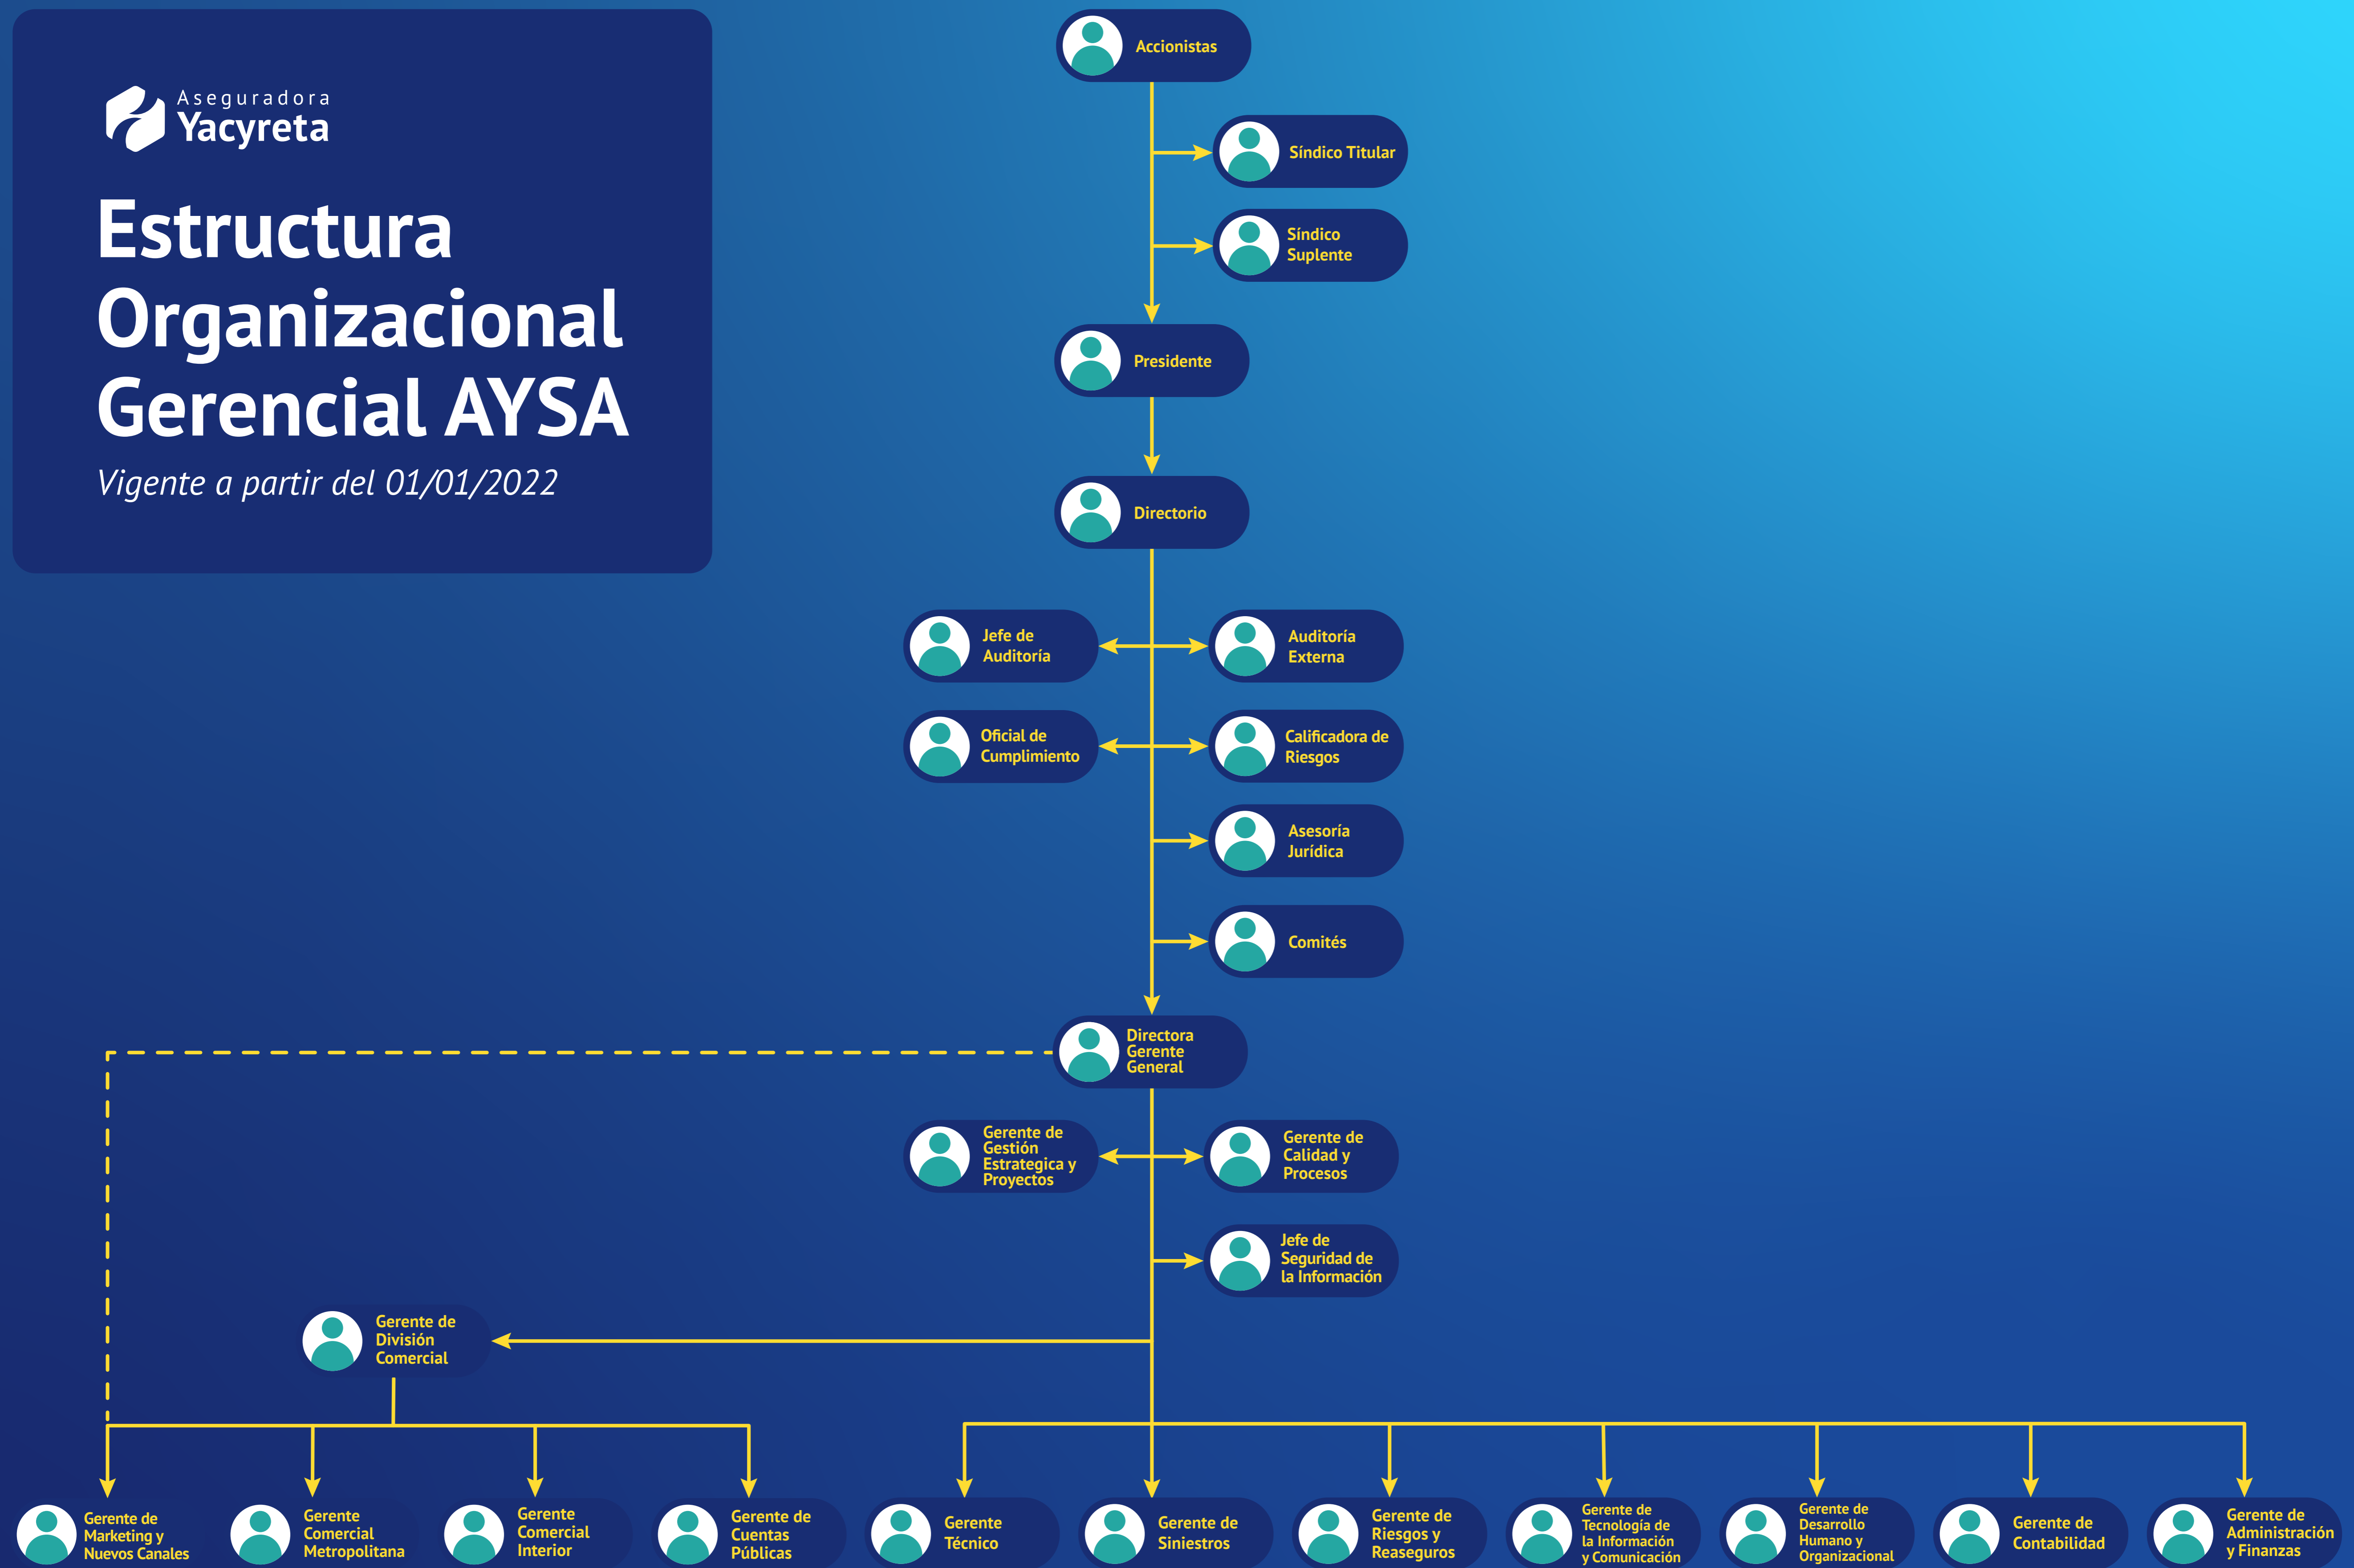 Aseguradora
Yacyreta
Estructura
Organizacional
Gerencial AYSA
Vigente a partir del 01/01/2022
Accionistas
Síndico Titular
Síndico
Suplente
Presidente
Directorio
Jefe de
Auditoría
Auditoría
Externa
Oficial de
Cumplimiento
Calificadora de
Riesgos
Asesoría
Jurídica
Comités
Directora
Gerente
General
Gerente de
Gestión
Estrategica y
Proyectos
Gerente de
Calidad y
Procesos
Jefe de
Seguridad de
la Información
Gerente de
División
Comercial
Gerente de
Marketing y
Nuevos Canales
Gerente
Comercial
Metropolitana
Gerente
Comercial
Interior
Gerente de
Cuentas
Públicas
Gerente
Técnico
Gerente de
Siniestros
Gerente de
Riesgos y
Reaseguros
Gerente de
Tecnología de
la Información
y Comunicación
Gerente de
Desarrollo
Humano y
Organizacional
Gerente de
Contabilidad
Gerente de
Administración
y Finanzas